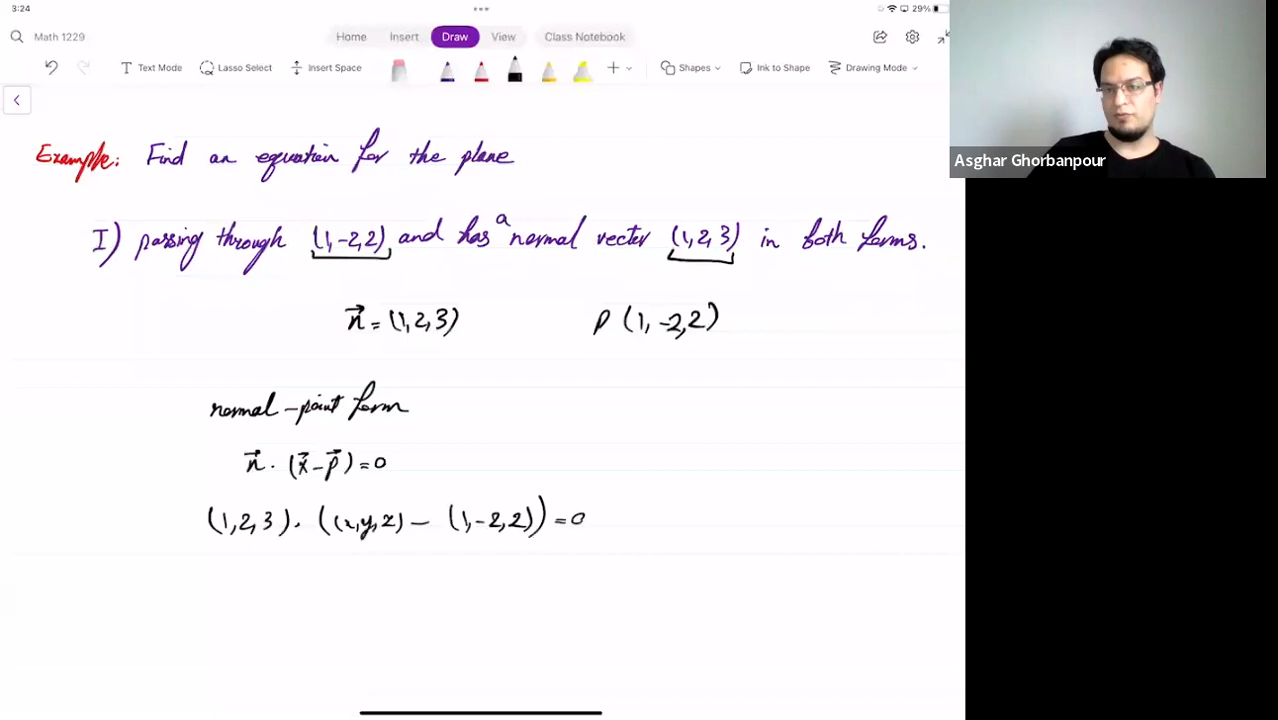 3:24
29%
Math 1229
Home Insert Draw View Class Notebook
Text Mode Lasso Select Insert Space Shapes Ink to Shape Drawing Mode
Asghar Ghorbanpour
Example: Find an equation for the plane
I) passing through (1,-2,2) and has a normal vector (1,2,3) in both forms.
n⃗ = (1,2,3) P (1,-2,2)
normal-point form
n⃗ · (x⃗ - p⃗) = 0
(1,2,3) · ((x,y,z) - (1,-2,2)) = 0